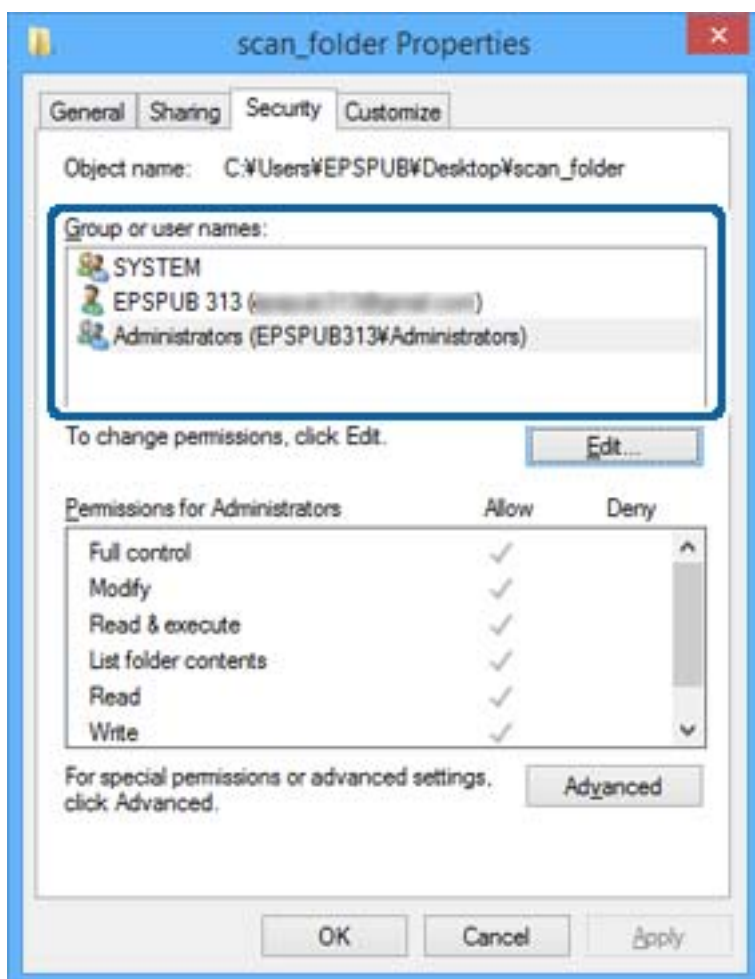 scan_folder Properties
General Sharing Security Customize
Object name: C:¥Users¥EPSPUB¥Desktop¥scan_folder
Group or user names:
SYSTEM
EPSPUB 313 ( )
Administrators (EPSPUB313¥Administrators)
To change permissions, click Edit.
Edit...
Permissions for Administrators Allow Deny
Full control
Modify
Read & execute
List folder contents
Read
Write
For special permissions or advanced settings,
click Advanced.
Advanced
OK Cancel Apply